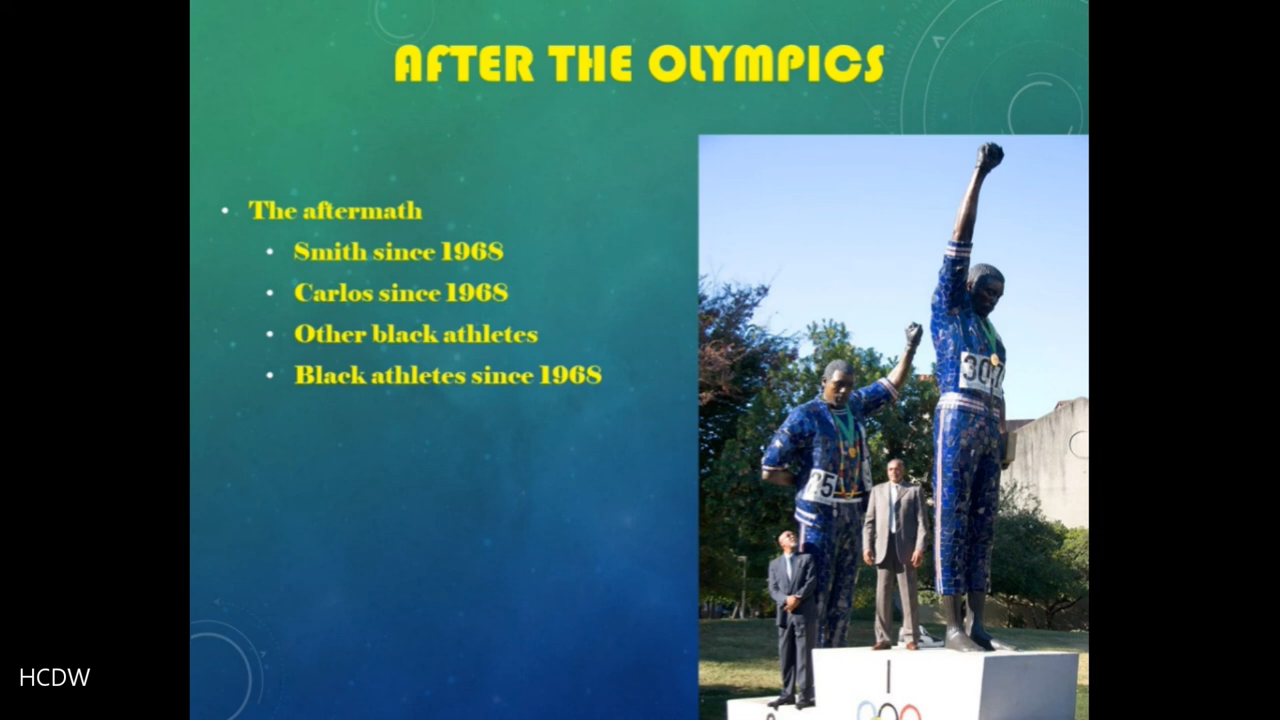 AFTER THE OLYMPICS
• The aftermath
• Smith since 1968
• Carlos since 1968
• Other black athletes
• Black athletes since 1968
307
HCDW